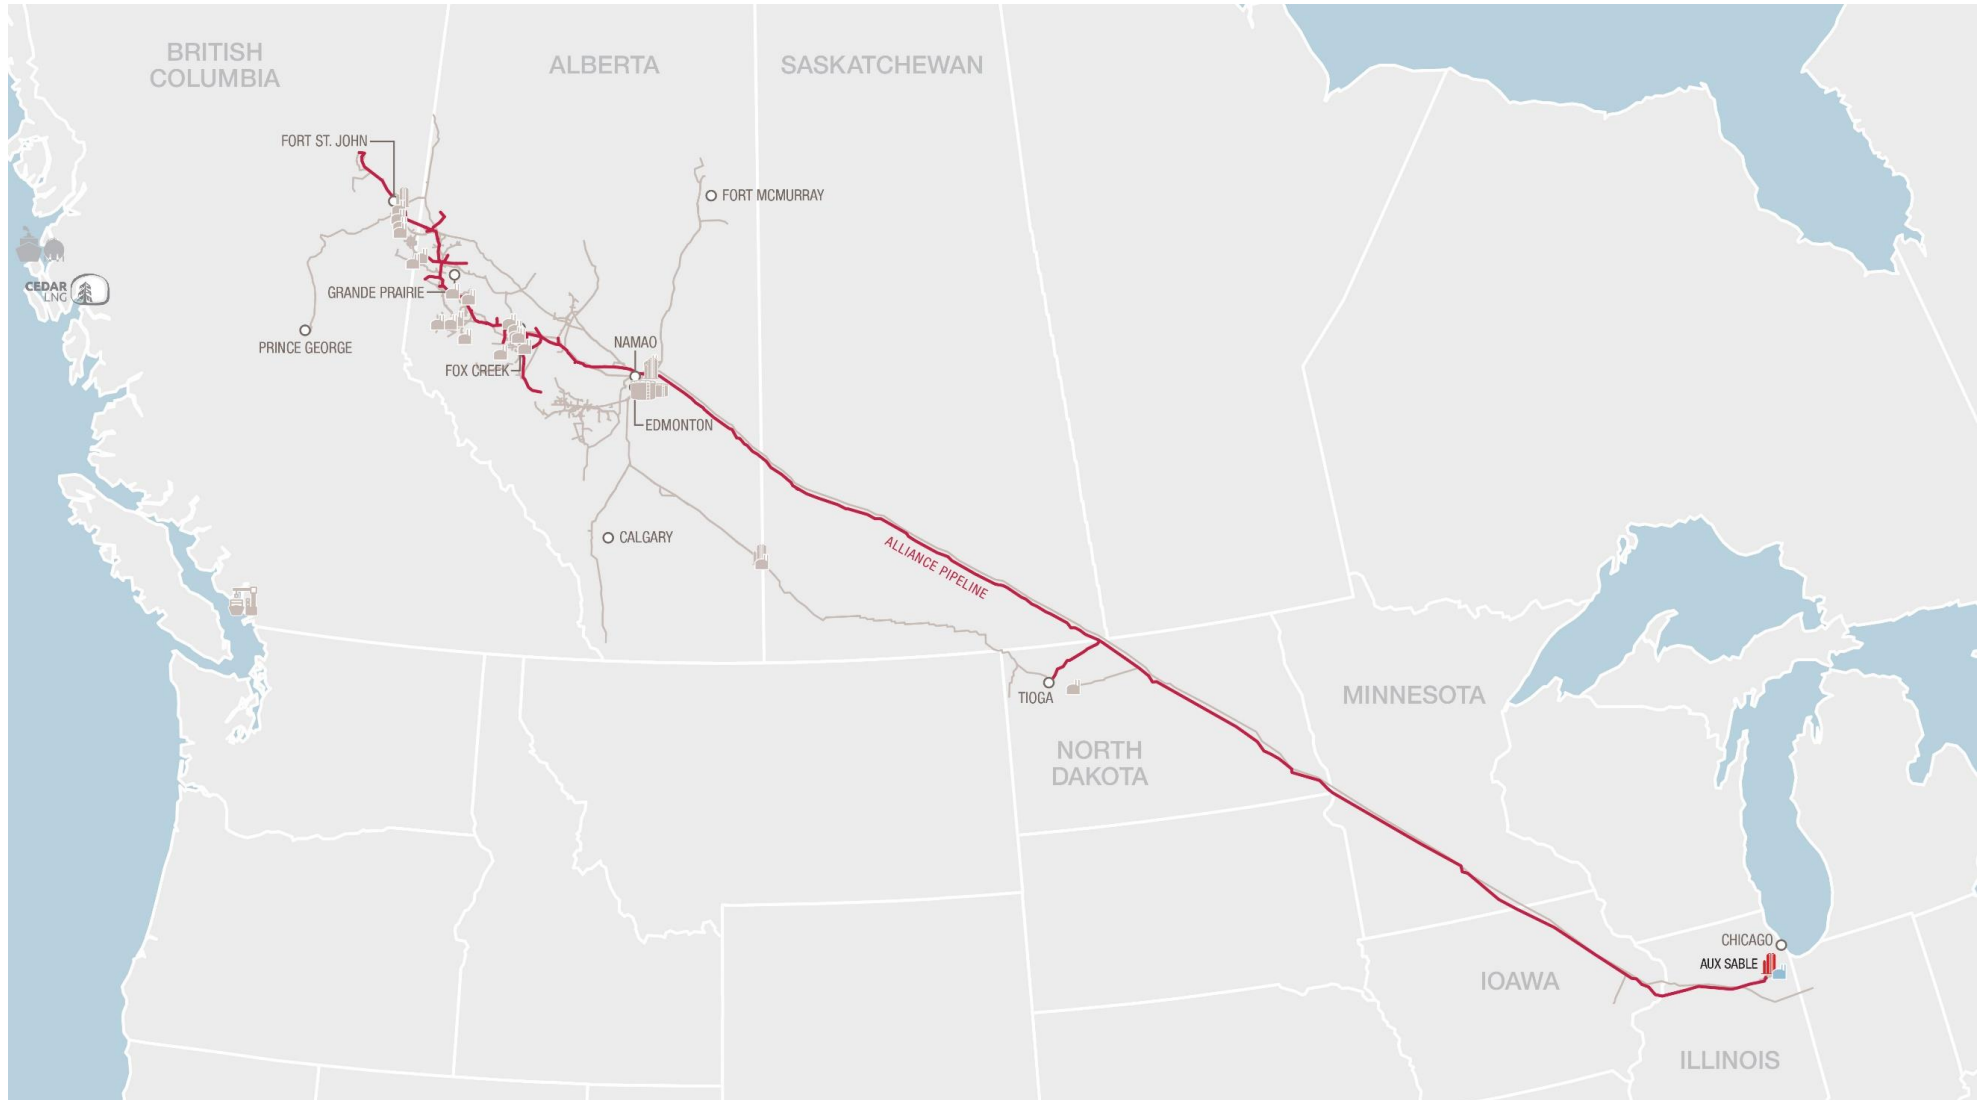 BRITISH
COLUMBIA
ALBERTA
SASKATCHEWAN
FORT ST. JOHN
FORT MCMURRAY
CEDAR
LNG
GRANDE PRAIRIE
PRINCE GEORGE
NAMAO
FOX CREEK
EDMONTON
CALGARY
ALLIANCE PIPELINE
TIOGA
MINNESOTA
NORTH
DAKOTA
CHICAGO
AUX SABLE
IOAWA
ILLINOIS